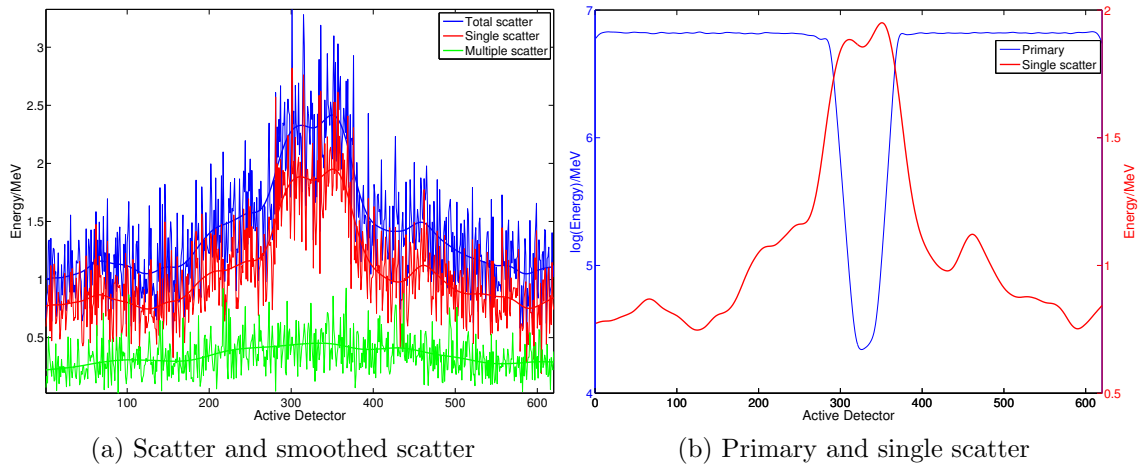 Total scatter
Single scatter
Multiple scatter
Energy/MeV
3
2.5
2
1.5
1
0.5
100 200 300 400 500 600
Active Detector
(a) Scatter and smoothed scatter
Primary
Single scatter
log(Energy)/MeV
7
6
5
4
Energy/MeV
2
1.5
1
0.5
0 100 200 300 400 500 600
Active Detector
(b) Primary and single scatter